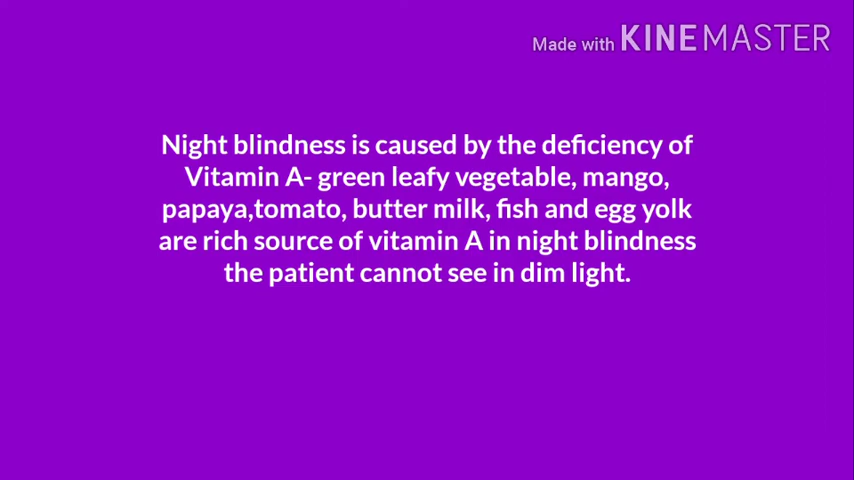 Made with KINEMASTER
Night blindness is caused by the deficiency of
Vitamin A- green leafy vegetable, mango,
papaya,tomato, butter milk, fish and egg yolk
are rich source of vitamin A in night blindness
the patient cannot see in dim light.